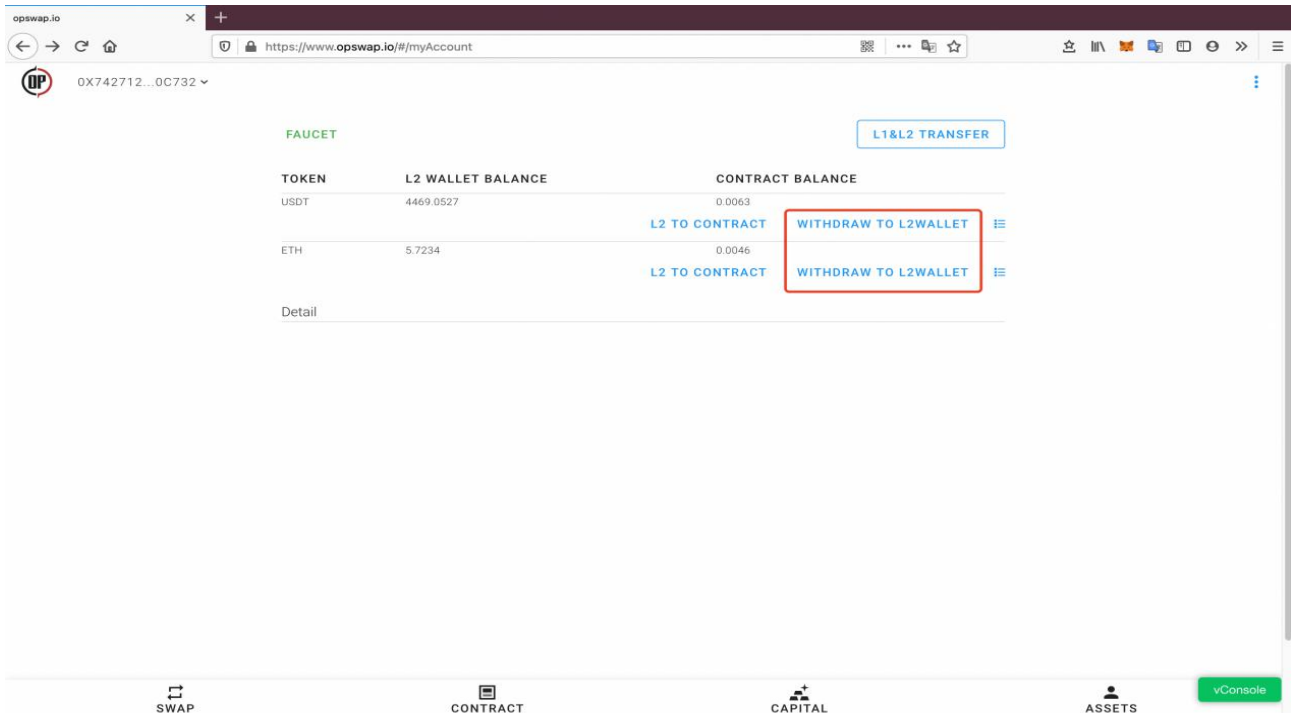 opswap.io
https://www.opswap.io/#/myAccount
OP
0X742712...0C732
FAUCET
L1&L2 TRANSFER
TOKEN L2 WALLET BALANCE CONTRACT BALANCE
USDT 4469.0527 0.0063
L2 TO CONTRACT WITHDRAW TO L2WALLET
ETH 5.7234 0.0046
L2 TO CONTRACT WITHDRAW TO L2WALLET
Detail
SWAP CONTRACT CAPITAL ASSETS
vConsole